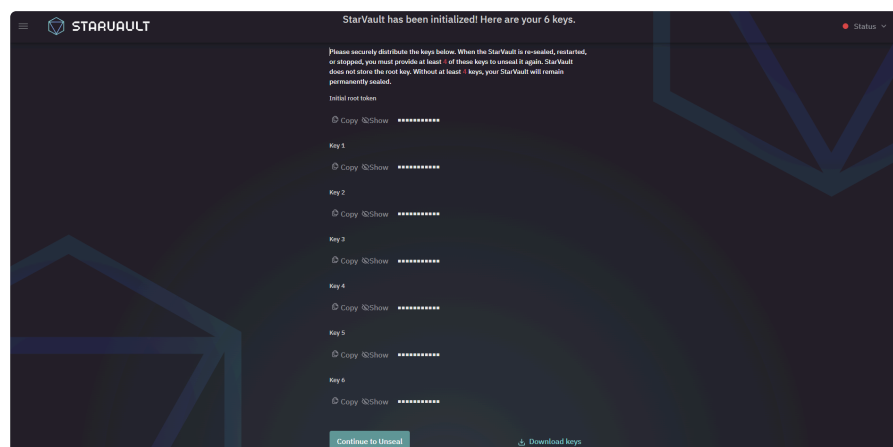 StarVault has been initialized! Here are your 6 keys.
STARVAULT
Status
Please securely distribute the keys below. When the StarVault is re-sealed, restarted,
or stopped, you must provide at least 4 of these keys to unseal it again. StarVault
does not store the root key. Without at least 4 keys, your StarVault will remain
permanently sealed.
Initial root token
Copy Show
Key 1
Copy Show
Key 2
Copy Show
Key 3
Copy Show
Key 4
Copy Show
Key 5
Copy Show
Key 6
Copy Show
Continue to Unseal
Download keys